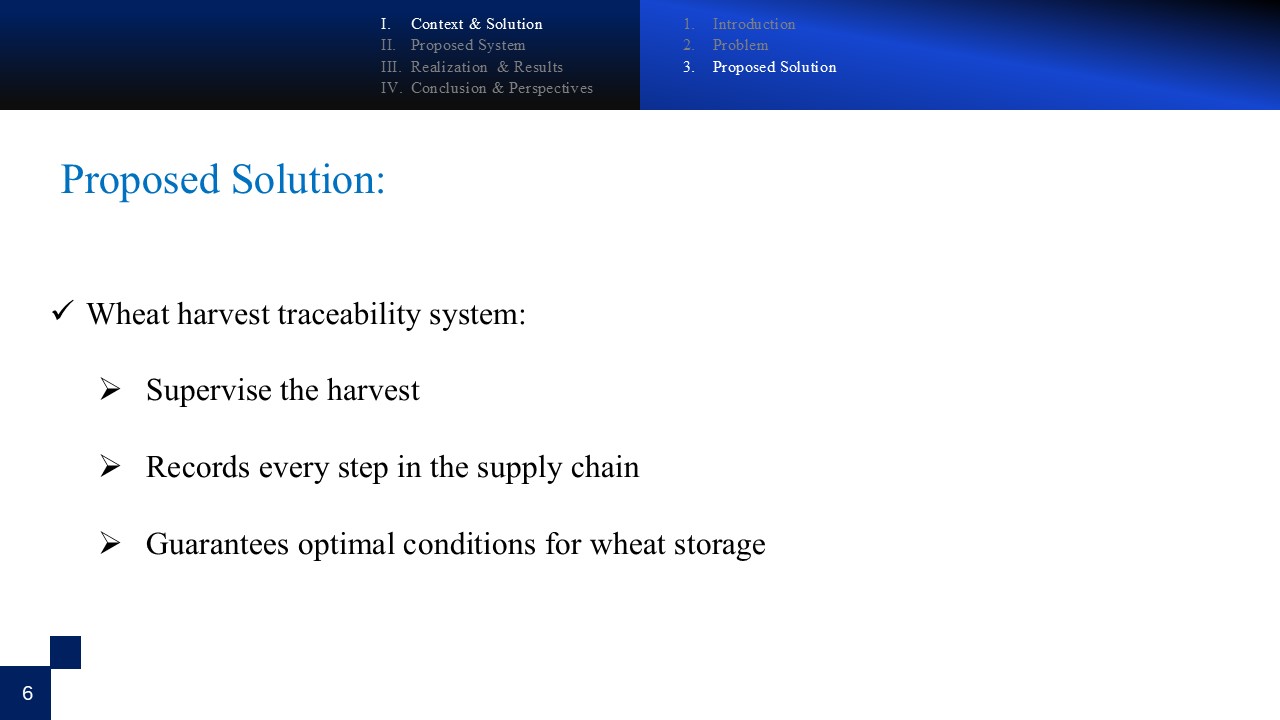 I. Context & Solution
II. Proposed System
III. Realization & Results
IV. Conclusion & Perspectives
1. Introduction
2. Problem
3. Proposed Solution
Proposed Solution:
✓ Wheat harvest traceability system:
➢ Supervise the harvest
➢ Records every step in the supply chain
➢ Guarantees optimal conditions for wheat storage
6